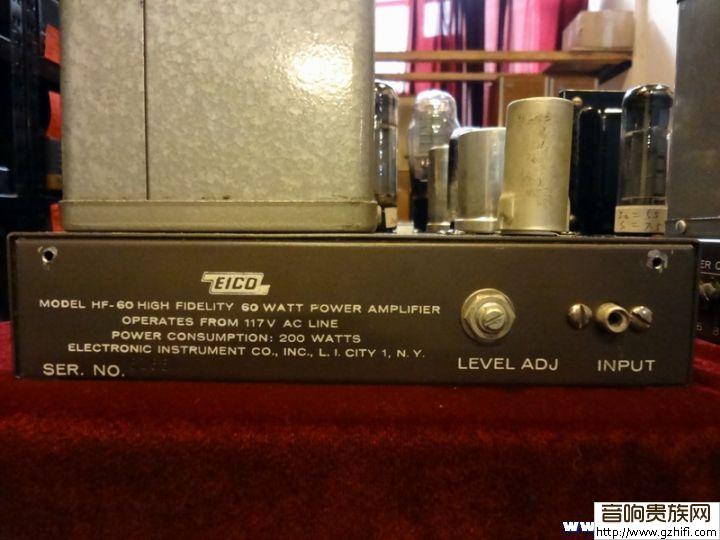 EICO
MODEL HF-60 HIGH FIDELITY 60 WATT POWER AMPLIFIER
OPERATES FROM 117V AC LINE
POWER CONSUMPTION: 200 WATTS
ELECTRONIC INSTRUMENT CO., INC., L. I. CITY 1, N. Y.
SER. NO.
LEVEL ADJ
INPUT
音响贵族网
http://www.gzhifi.com